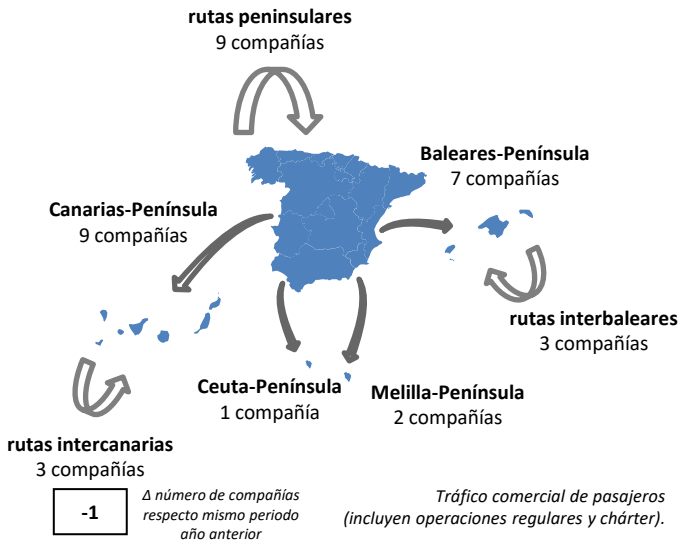 rutas peninsulares
9 compañías
Baleares-Península
7 compañías
Canarias-Península
9 compañías
rutas interbaleares
3 compañías
Ceuta-Península
1 compañía
Melilla-Península
2 compañías
rutas intercanarias
3 compañías
-1
Δ número de compañías
respecto mismo periodo
año anterior
Tráfico comercial de pasajeros
(incluyen operaciones regulares y chárter).